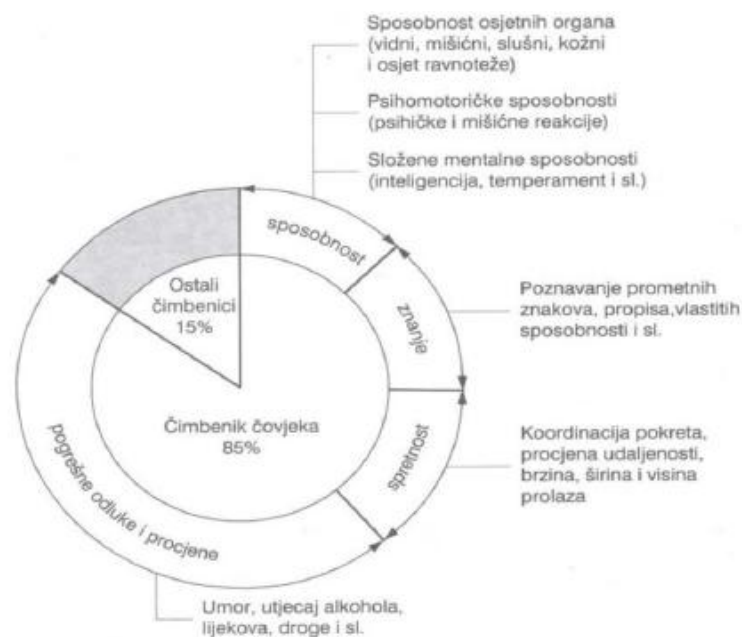 Sposobnost osjetnih organa
(vidni, mišićni, slušni, kožni
i osjet ravnoteže)
Psihomotoričke sposobnosti
(psihičke i mišićne reakcije)
Složene mentalne sposobnosti
(inteligencija, temperament i sl.)
sposobnost
znanje
Poznavanje prometnih
znakova, propisa,vlastitih
sposobnosti i sl.
Ostali
čimbenici
15%
Čimbenik čovjeka
85%
spretnost
Koordinacija pokreta,
procjena udaljenosti,
brzina, širina i visina
prolaza
pogrešne odluke i procjene
Umor, utjecaj alkohola,
lijekova, droge i sl.